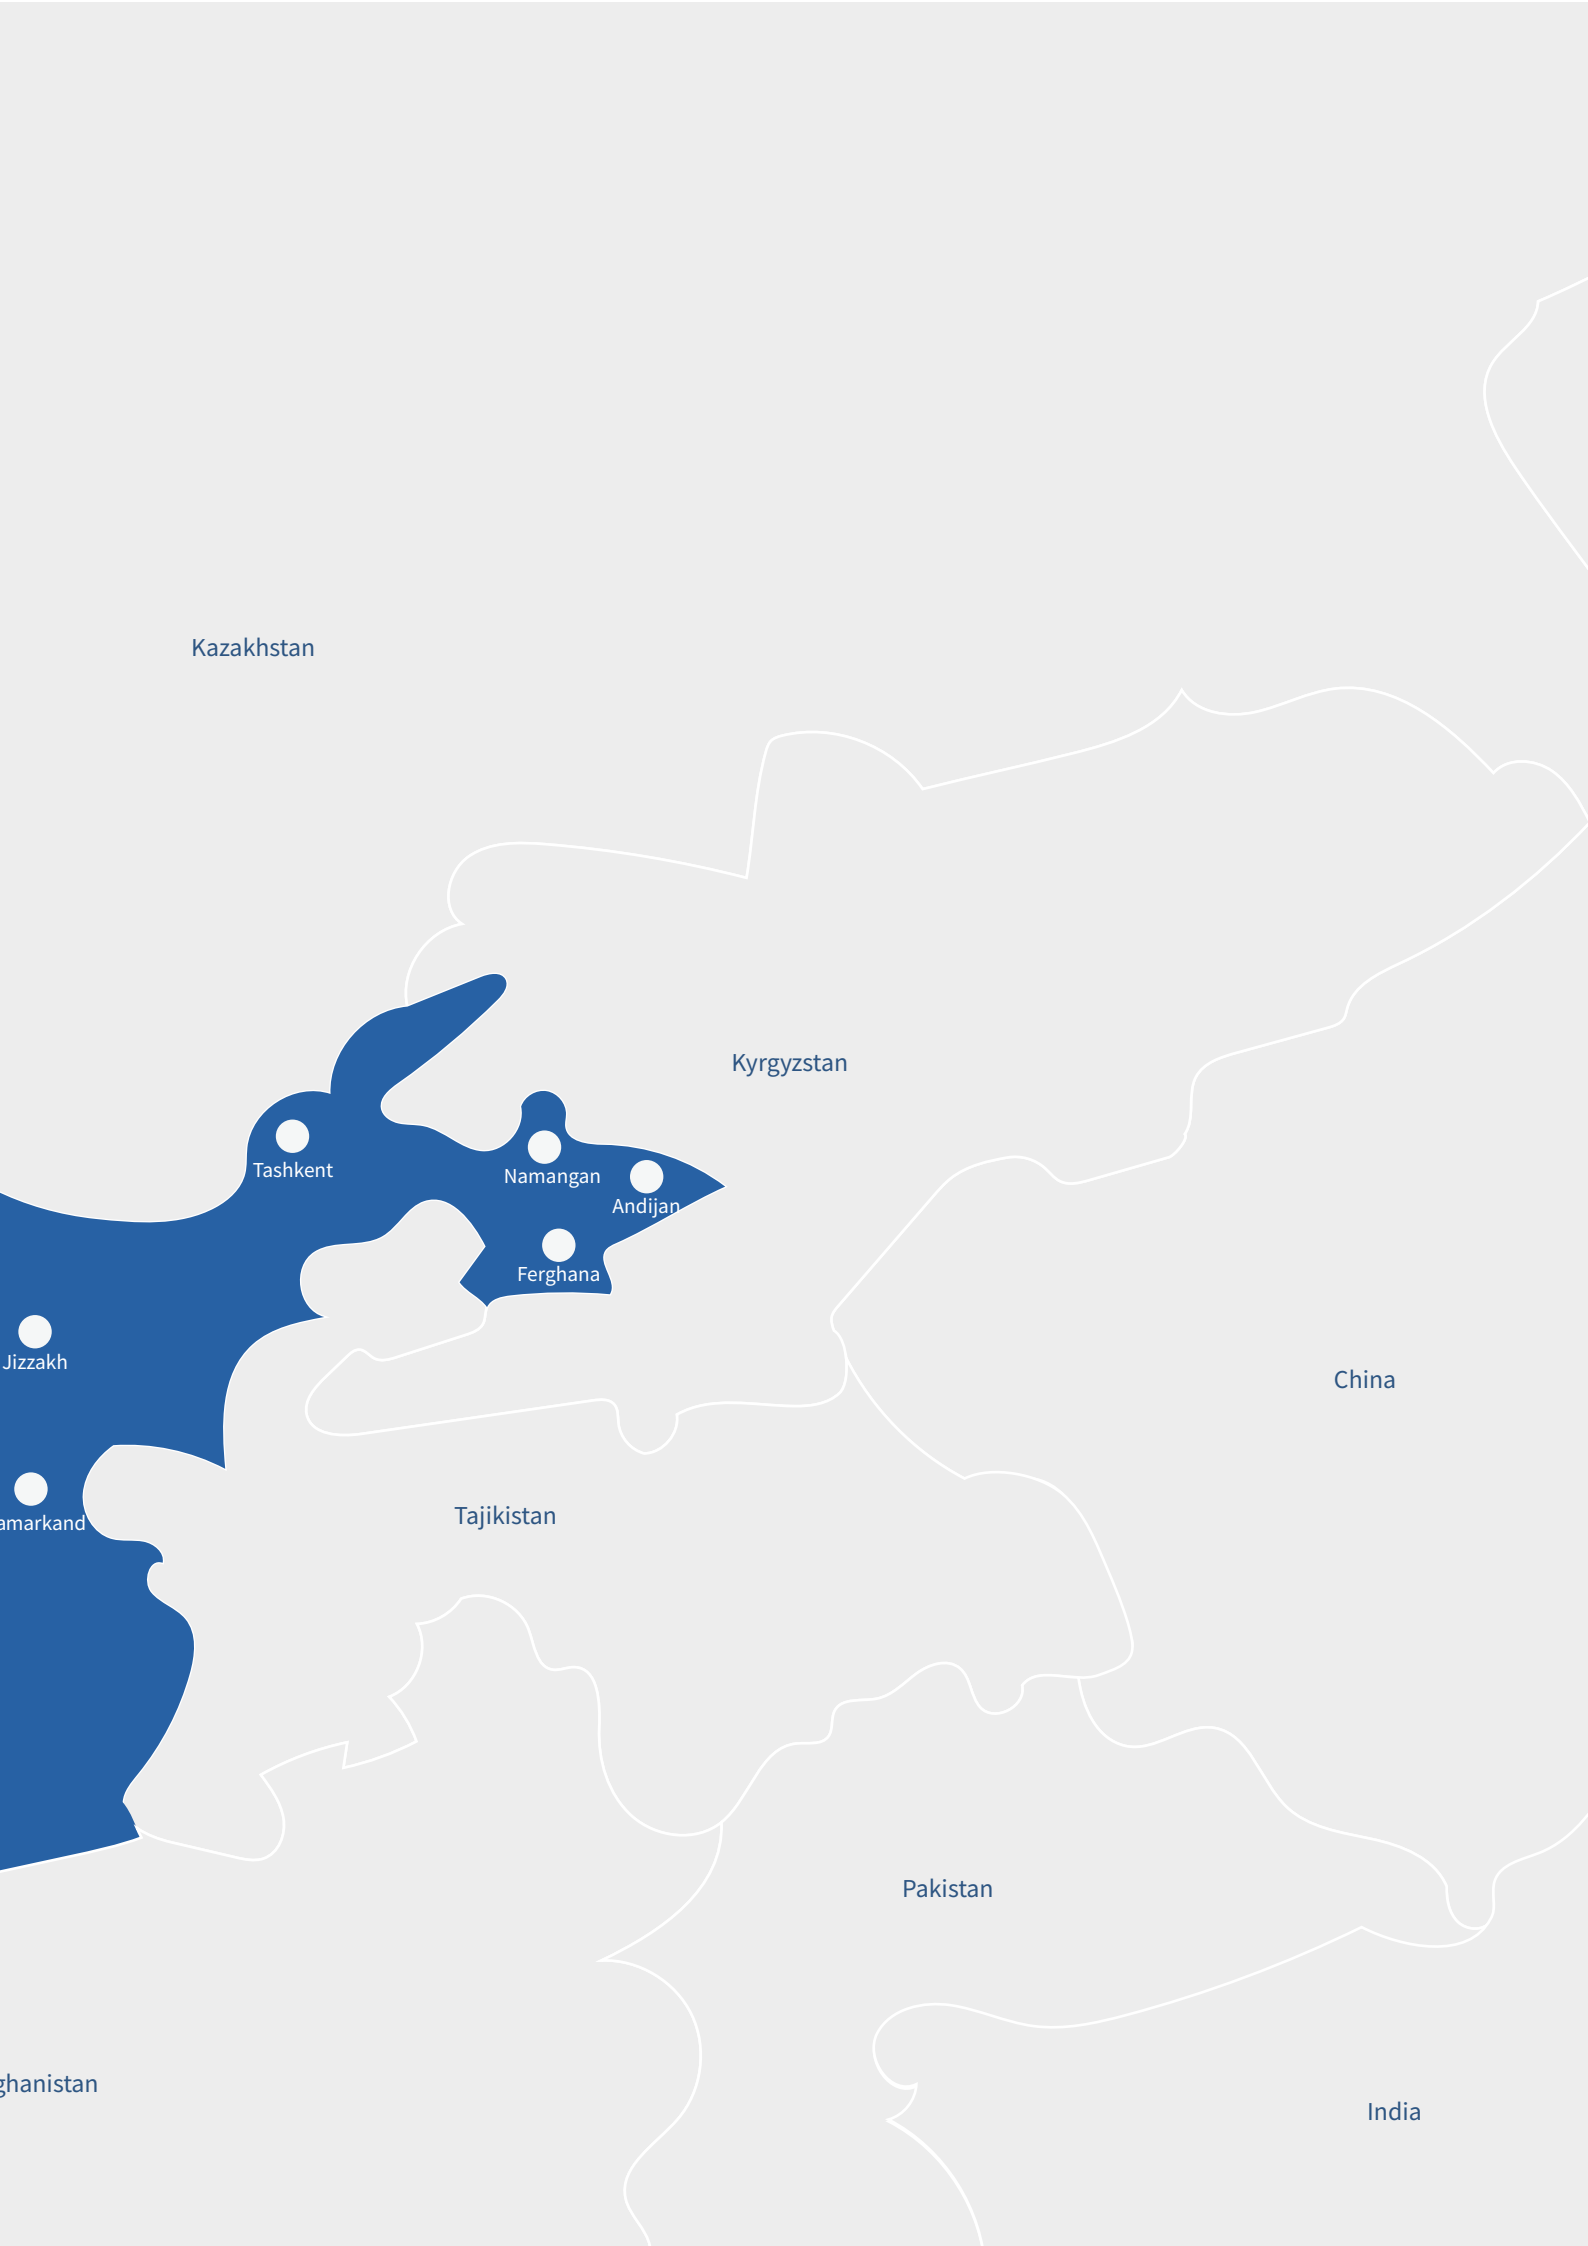 Kazakhstan
Kyrgyzstan
Tashkent
Namangan
Andijan
Ferghana
Jizzakh
China
Tajikistan
amarkand
Pakistan
ghanistan
India